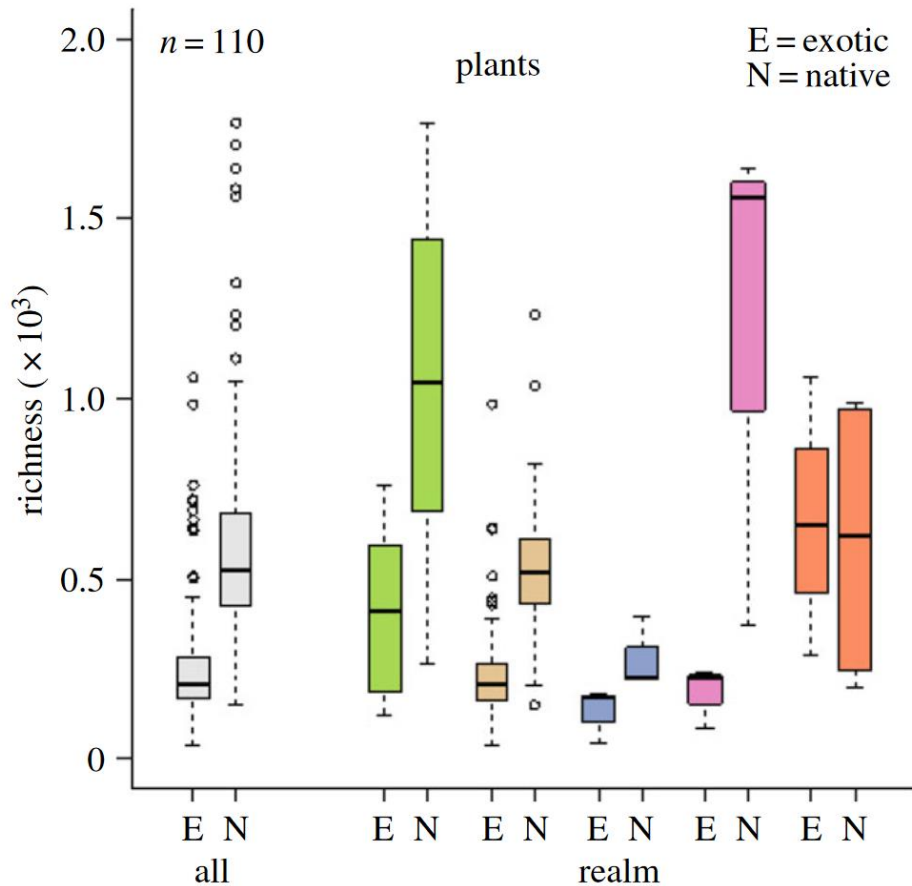 n = 110
plants
E = exotic
N = native
richness (× 10³)
2.0
1.5
1.0
0.5
0
E N E N E N E N E N E N
all realm